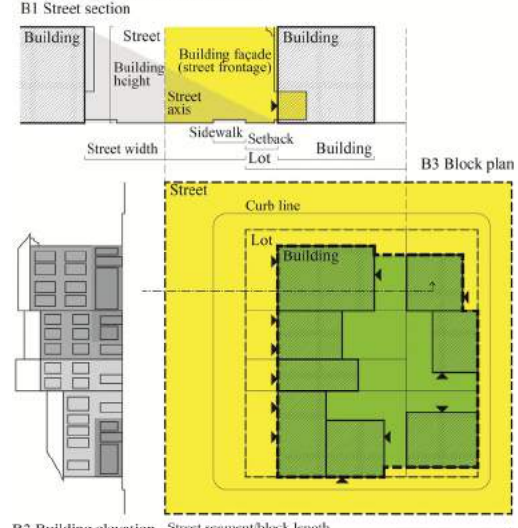 B1 Street section
Building
Street
Building
height
Building façade
(street frontage)
Building
Street
axis
Sidewalk
Setback
Street width
Lot
Building
B3 Block plan
Street
Curb line
Lot
Building
B2 Building elevation
Street segment/block length